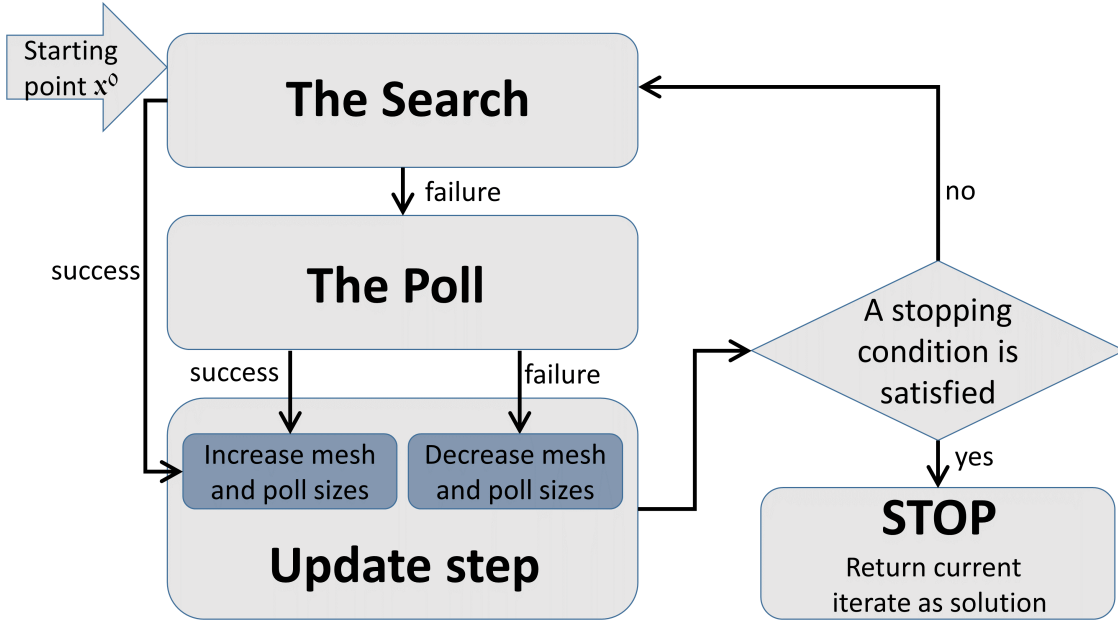 Starting
point x⁰
The Search
failure
no
The Poll
success
A stopping
condition is
satisfied
success
failure
Increase mesh
and poll sizes
Decrease mesh
and poll sizes
yes
Update step
STOP
Return current
iterate as solution